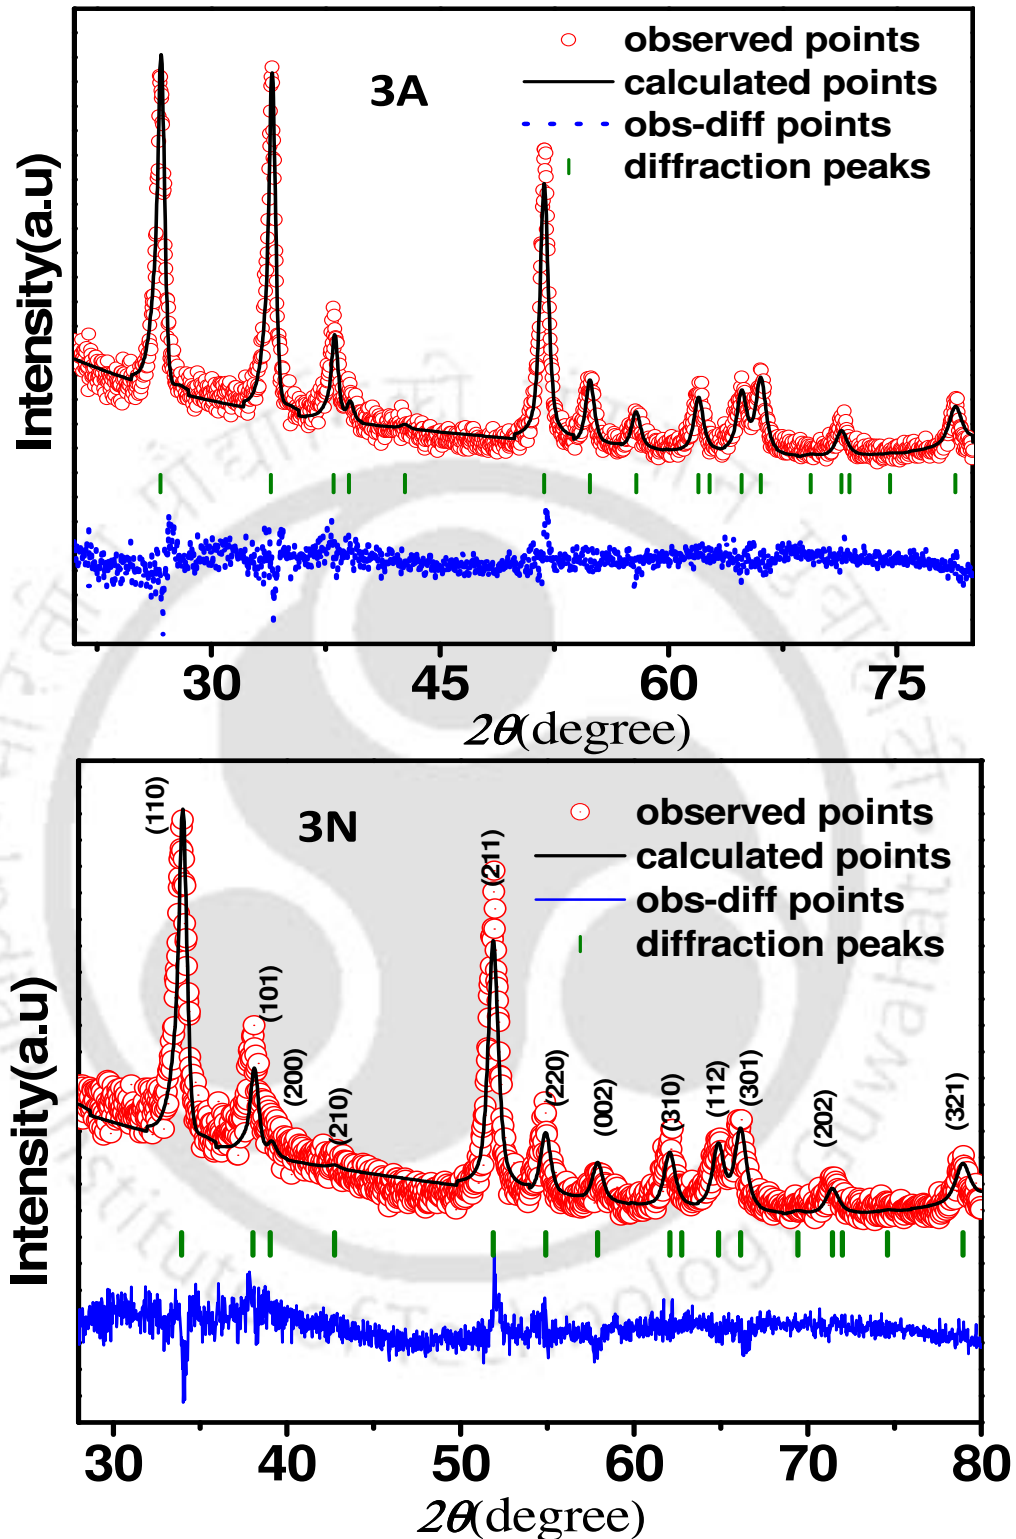 3A
observed points
calculated points
obs-diff points
diffraction peaks
Intensity(a.u)
30 45 60 75
2θ(degree)
3N
observed points
calculated points
obs-diff points
diffraction peaks
(110)
(101)
(200)
(210)
(211)
(220)
(002)
(310)
(112)
(301)
(202)
(321)
Intensity(a.u)
30 40 50 60 70 80
2θ(degree)